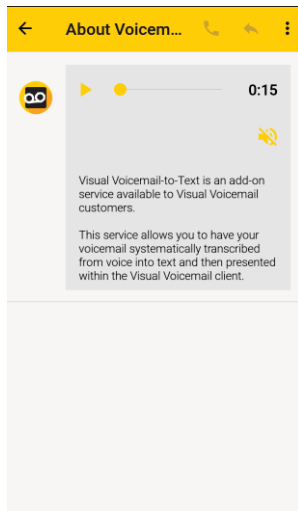 About Voicem...
0:15
Visual Voicemail-to-Text is an add-on
service available to Visual Voicemail
customers.
This service allows you to have your
voicemail systematically transcribed
from voice into text and then presented
within the Visual Voicemail client.